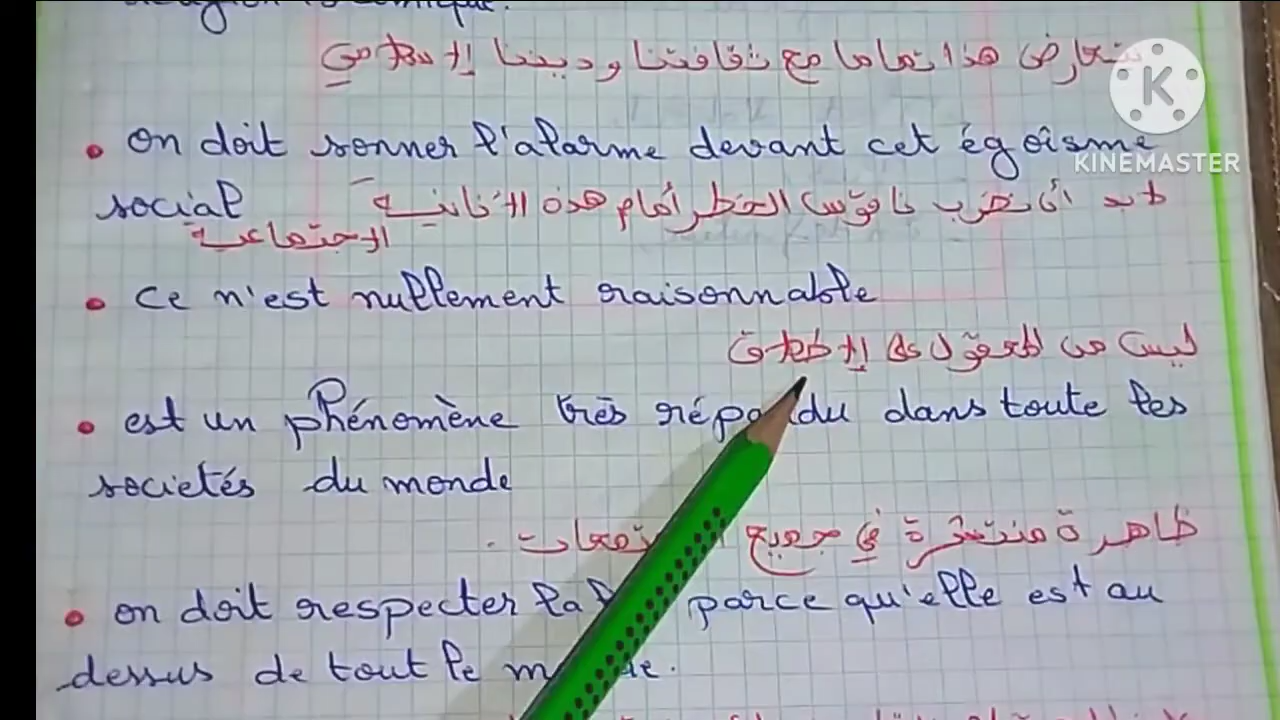 يتعارض هذا تماما مع ثقافتنا وديننا الإسلامي
KINEMASTER
• on doit sonner l'alarme devant cet égoïsme
social
لابد أن نضرب ناقوس الخطر أمام هذه الأنانية
الاجتماعية
• ce n'est nullement raisonnable
ليست من المعقول على الإطلاق
• est un phénomène très répandu dans toute les
societés du monde
ظاهرة منتشرة في جميع
• on doit respecter parce qu'elle est au
dessus de tout le